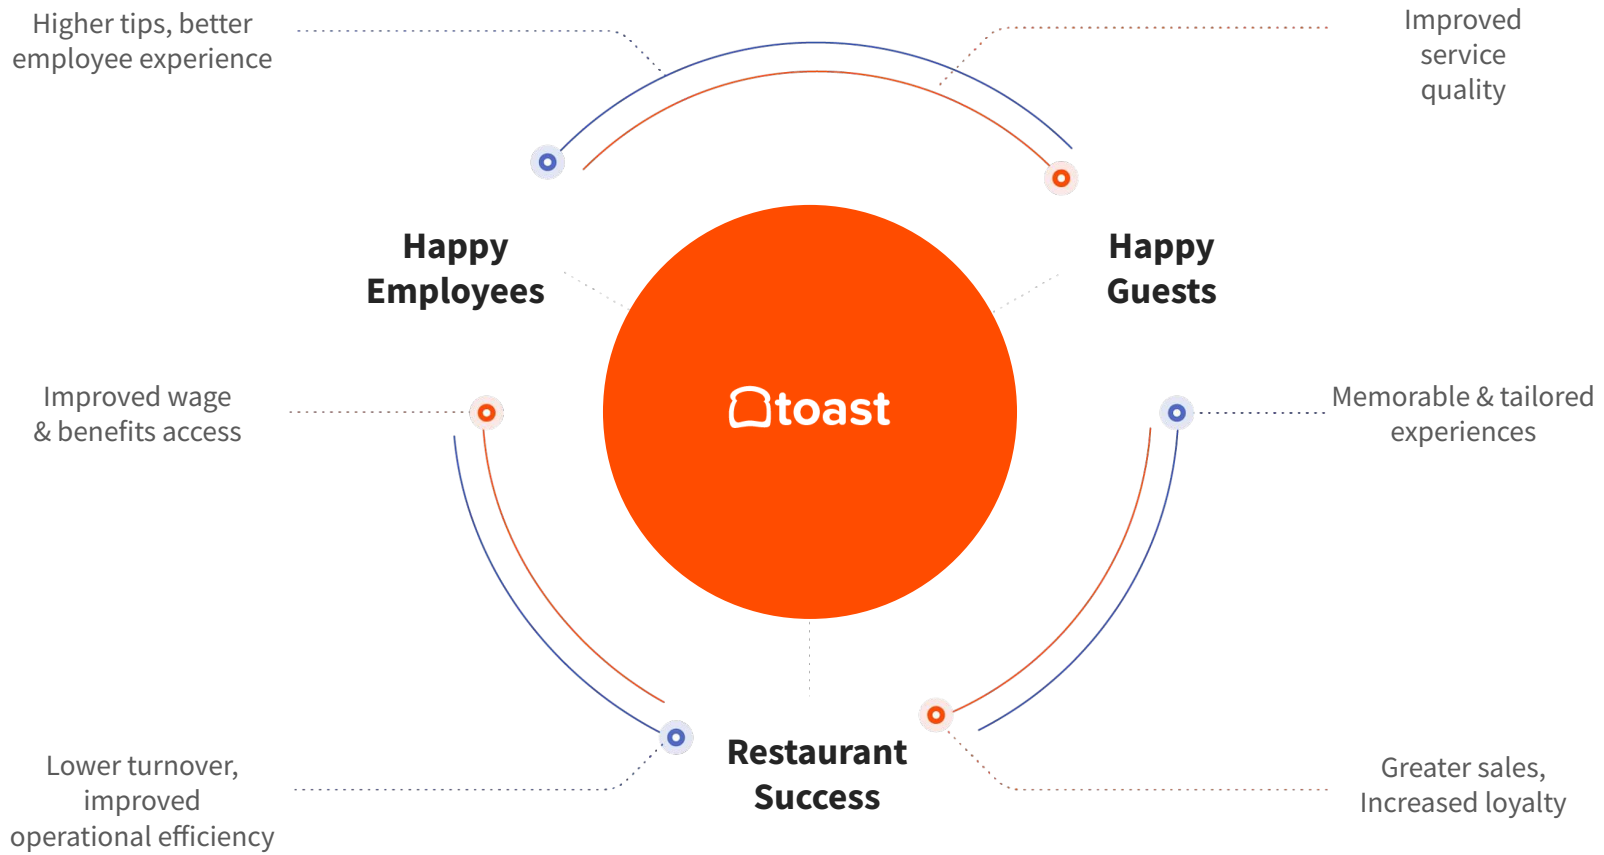 Higher tips, better
employee experience
Improved
service
quality
Happy
Employees
Happy
Guests
Improved wage
& benefits access
toast
Memorable & tailored
experiences
Restaurant
Success
Lower turnover,
improved
operational efficiency
Greater sales,
Increased loyalty